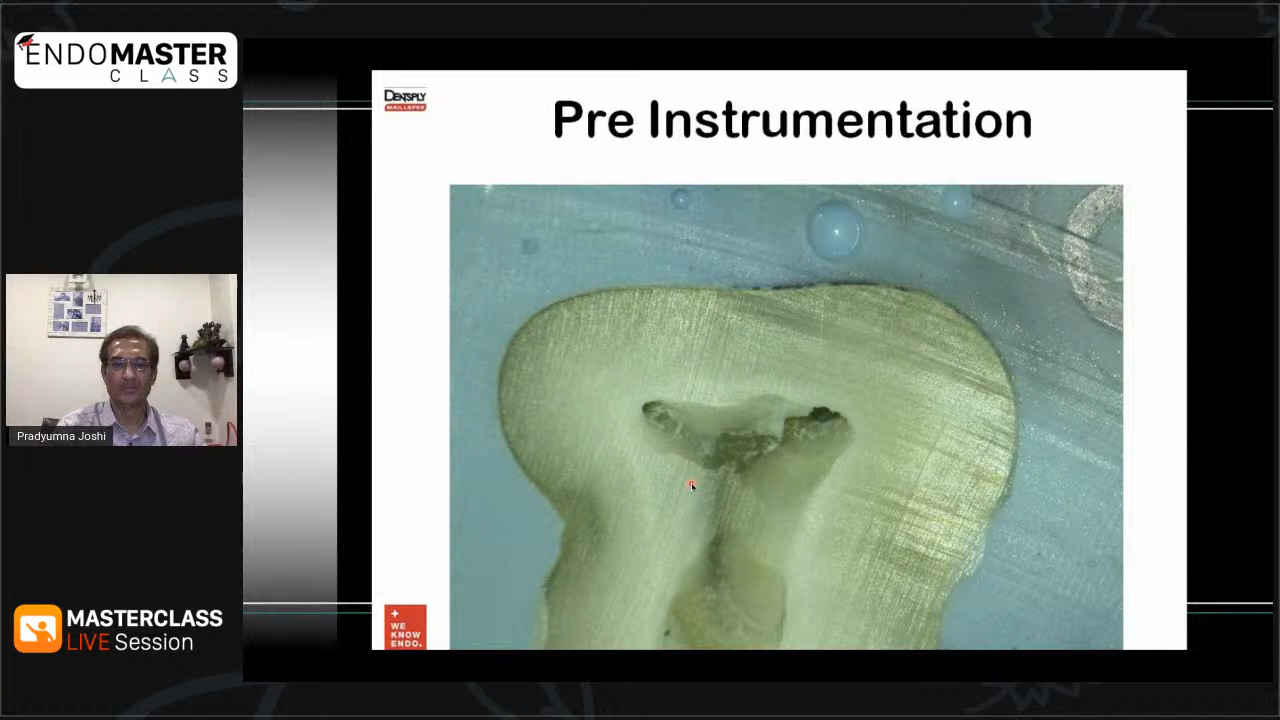 ENDOMASTER
CLASS
Pradyumna Joshi
MASTERCLASS
LIVE Session
DENTSPLY
MAILLEFER
Pre Instrumentation
+
WE
KNOW
ENDO.